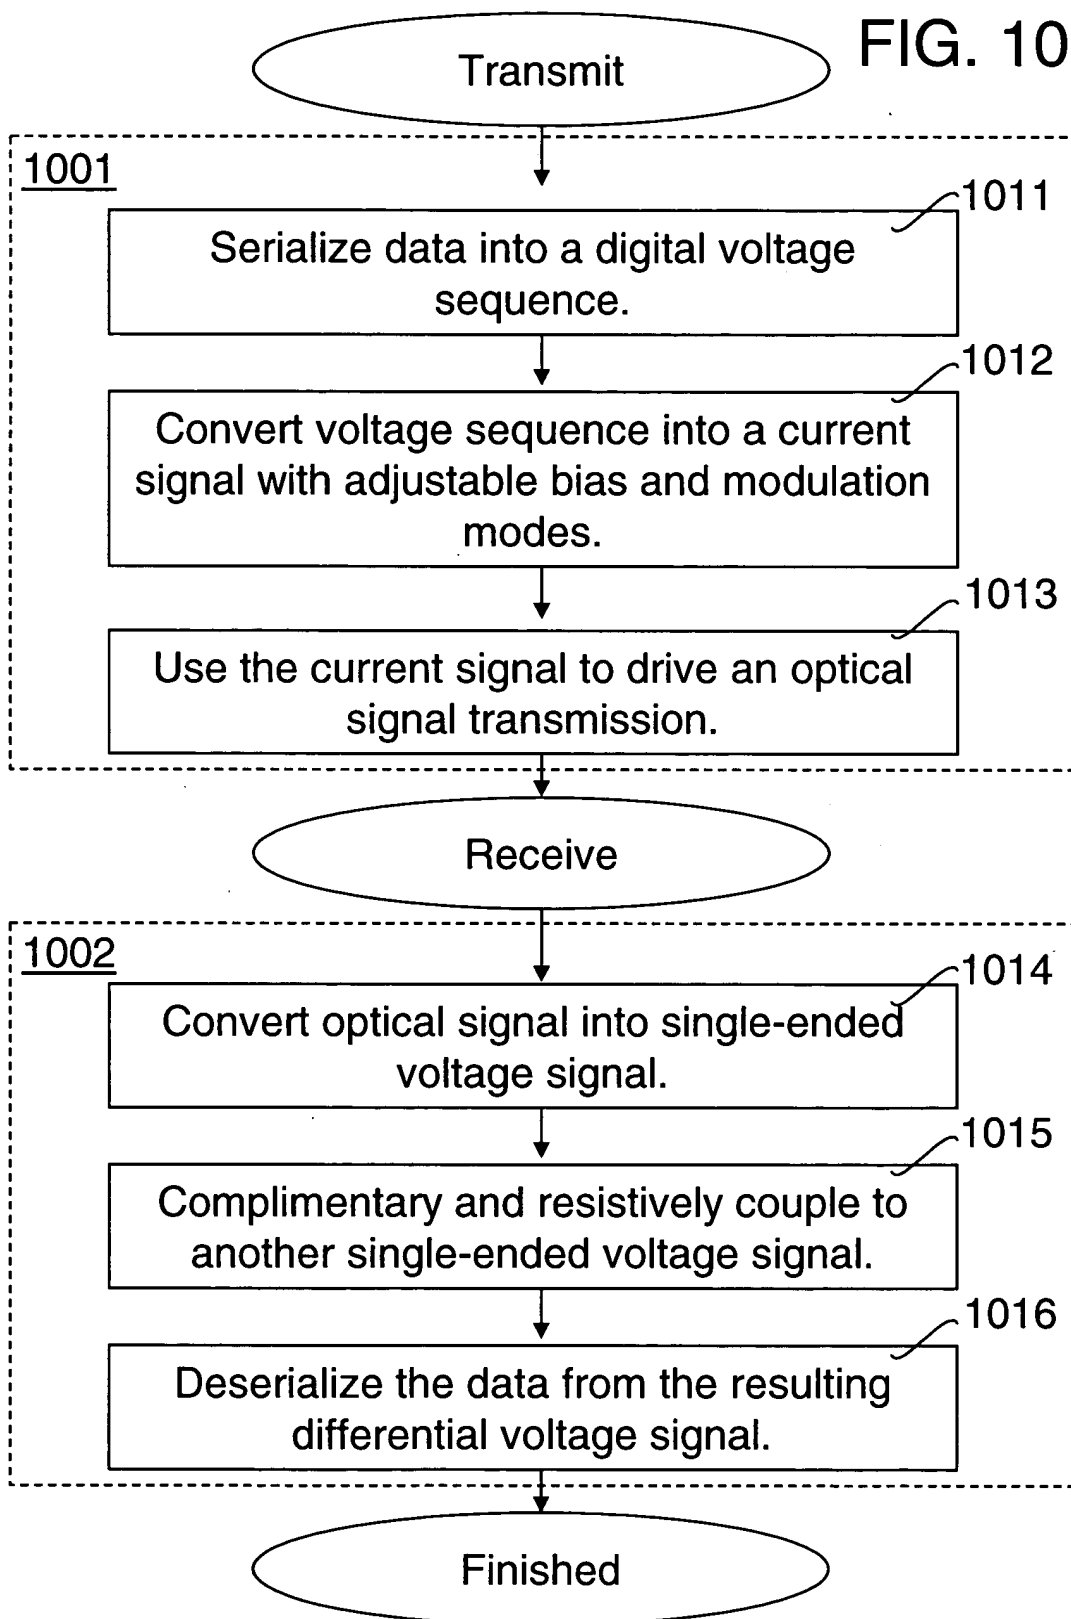 FIG. 10
Transmit
1001
1011
Serialize data into a digital voltage
sequence.
1012
Convert voltage sequence into a current
signal with adjustable bias and modulation
modes.
1013
Use the current signal to drive an optical
signal transmission.
Receive
1002
1014
Convert optical signal into single-ended
voltage signal.
1015
Complimentary and resistively couple to
another single-ended voltage signal.
1016
Deserialize the data from the resulting
differential voltage signal.
Finished